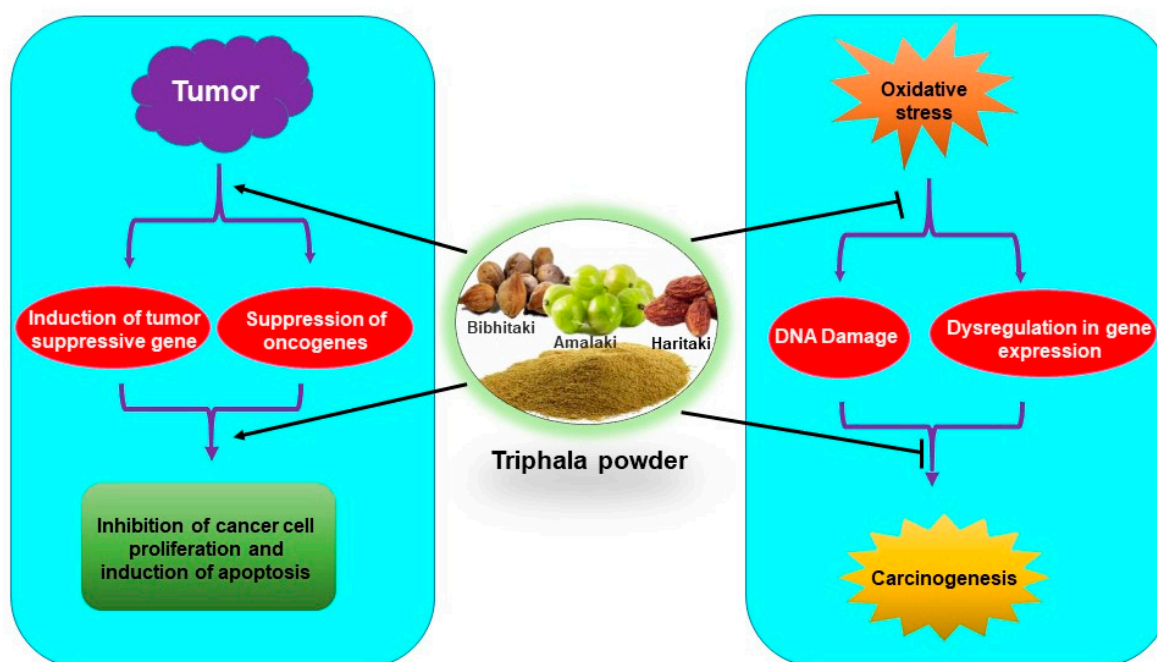 Tumor
Induction of tumor
suppressive gene
Suppression of
oncogenes
Inhibition of cancer cell
proliferation and
induction of apoptosis
Bibhitaki
Amalaki
Haritaki
Triphala powder
Oxidative
stress
DNA Damage
Dysregulation in gene
expression
Carcinogenesis